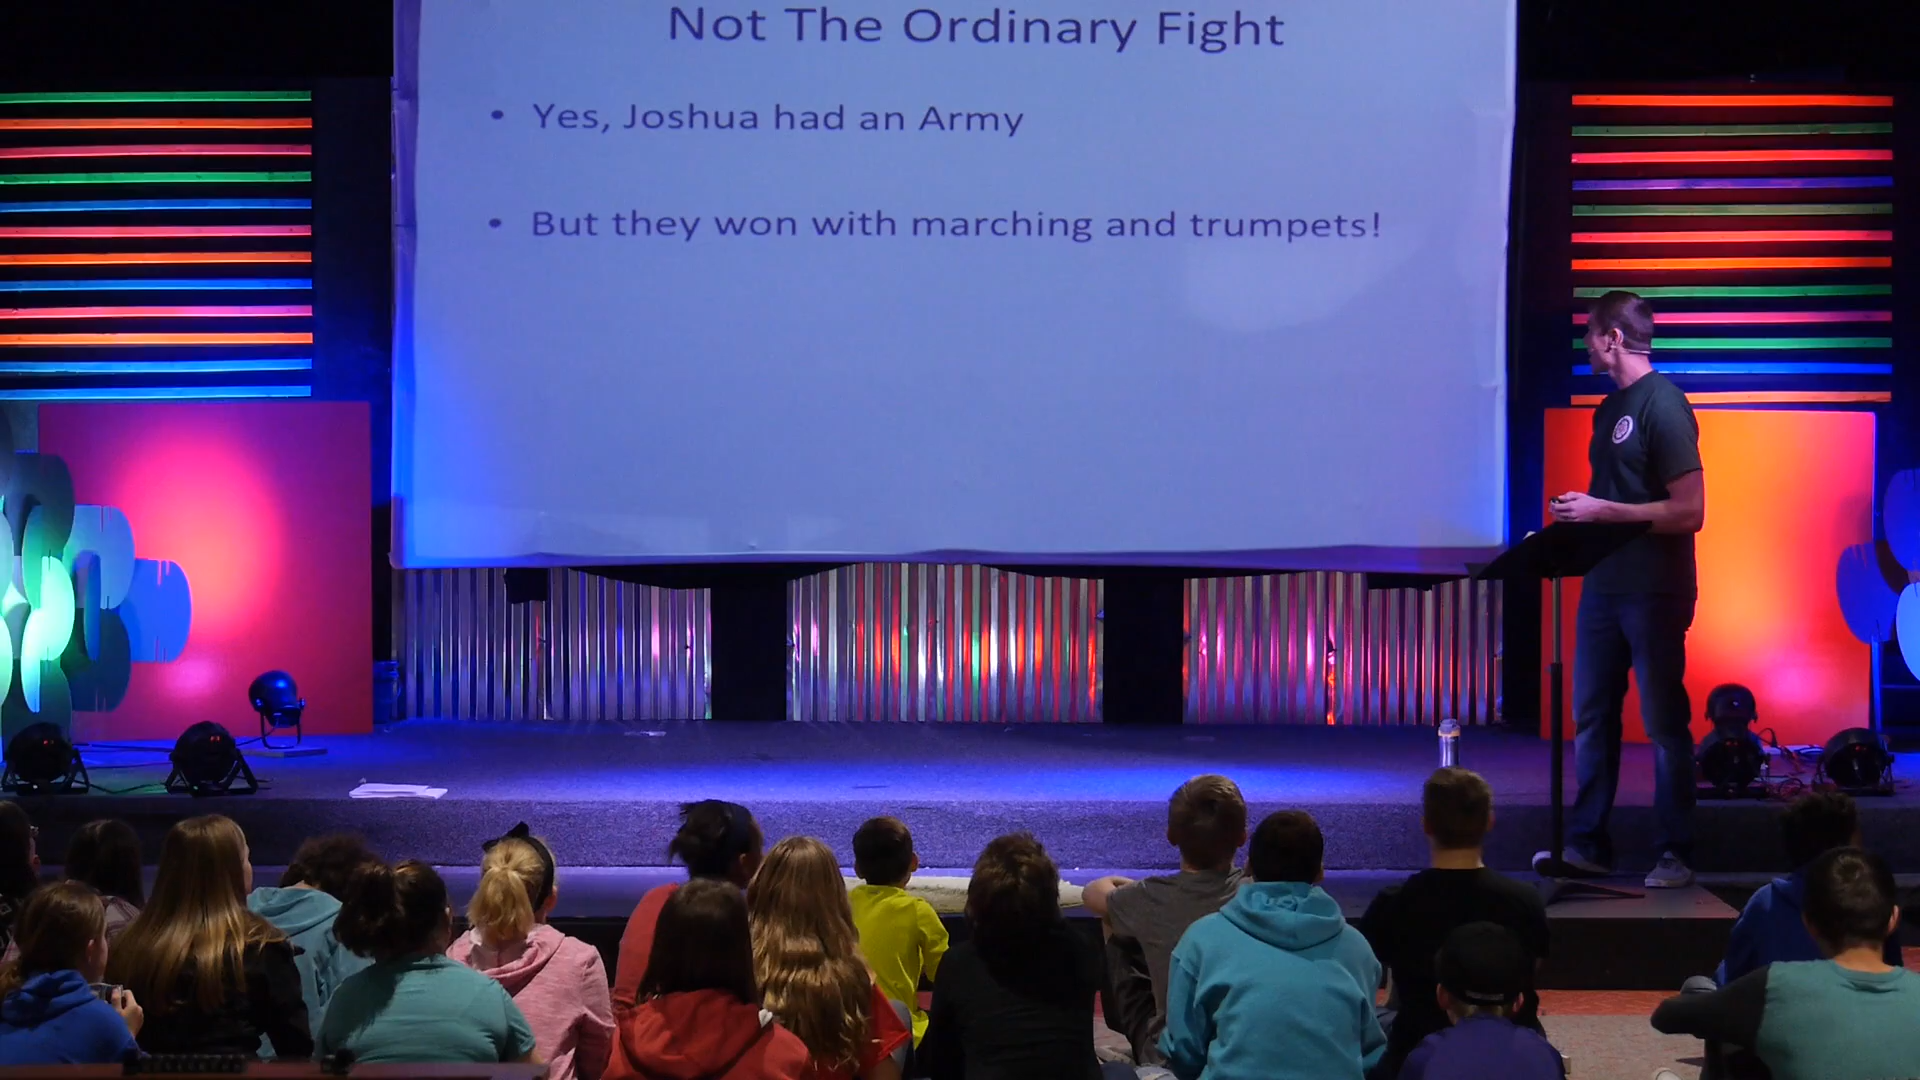 Not The Ordinary Fight
• Yes, Joshua had an Army
• But they won with marching and trumpets!